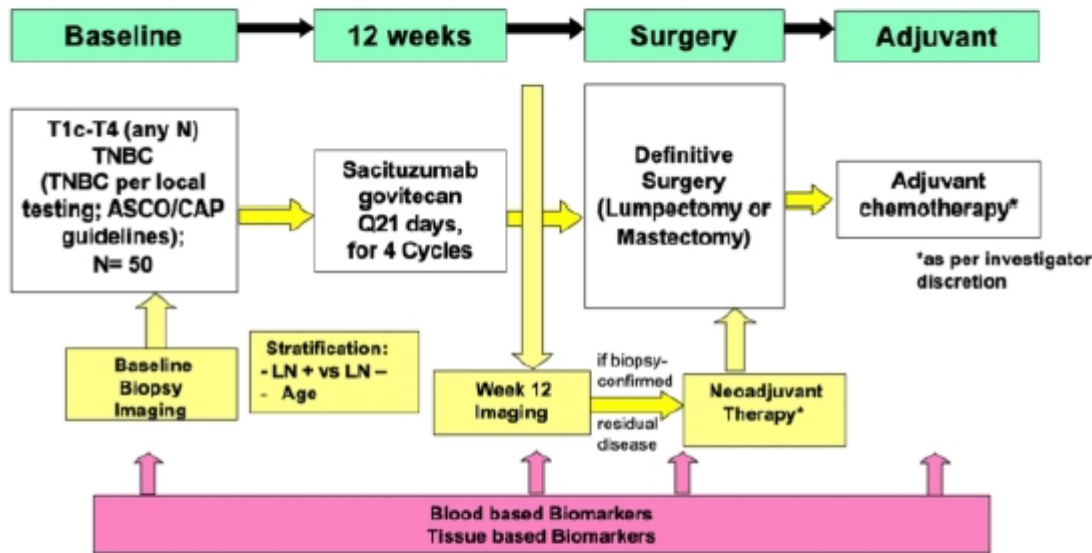 Baseline
12 weeks
Surgery
Adjuvant
T1c-T4 (any N)
TNBC
(TNBC per local
testing; ASCO/CAP
guidelines);
N= 50
Sacituzumab
govitecan
Q21 days,
for 4 Cycles
Definitive
Surgery
(Lumpectomy or
Mastectomy)
Adjuvant
chemotherapy*
*as per investigator
discretion
Baseline
Biopsy
Imaging
Stratification:
- LN + vs LN –
- Age
Week 12
Imaging
if biopsy-
confirmed
residual
disease
Neoadjuvant
Therapy*
Blood based Biomarkers
Tissue based Biomarkers